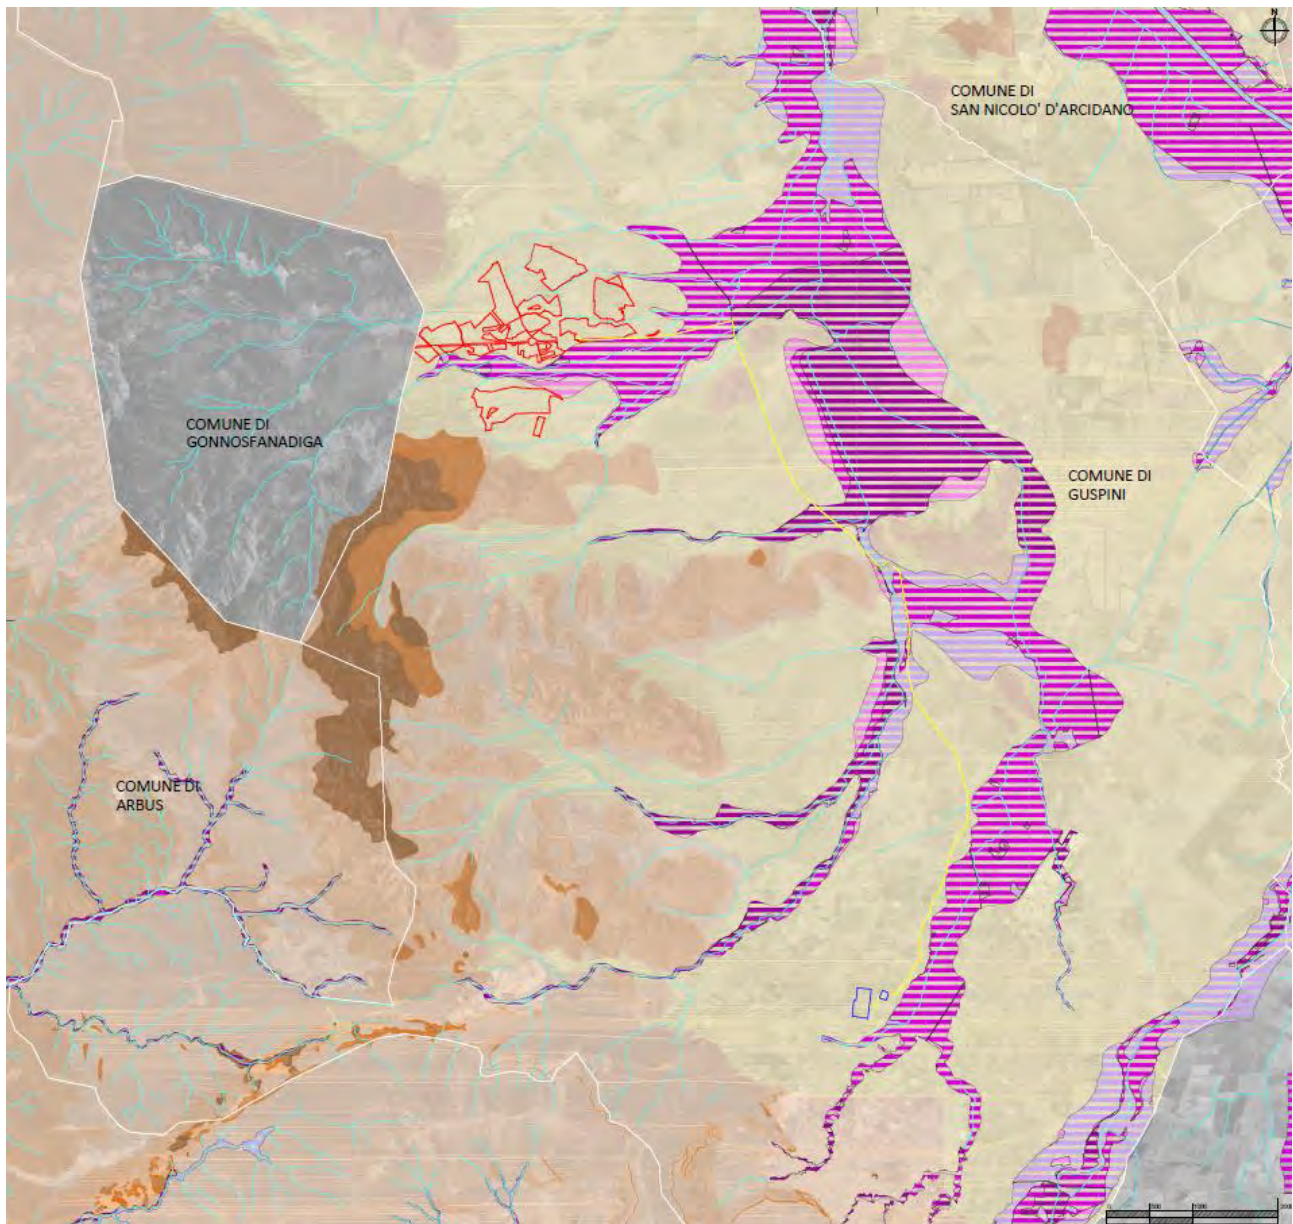 N
COMUNE DI
SAN NICOLO' D'ARCIDANO
COMUNE DI
GONNOSFANADIGA
COMUNE DI
GUSPINI
COMUNE DI
ARBUS